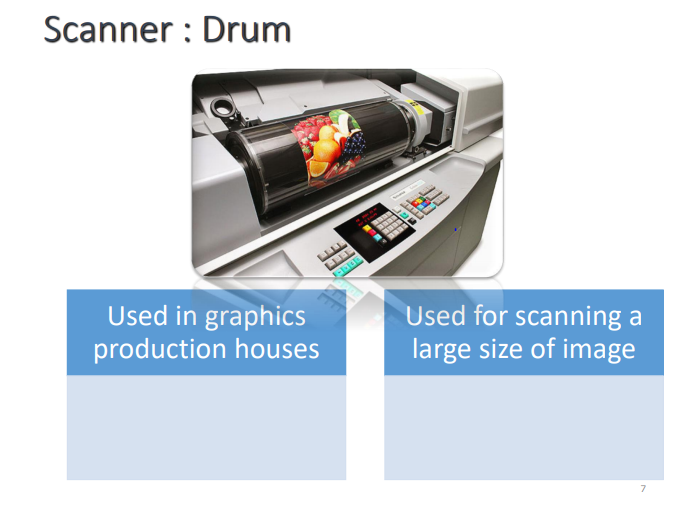 Scanner : Drum
Used in graphics
production houses
Used for scanning a
large size of image
7